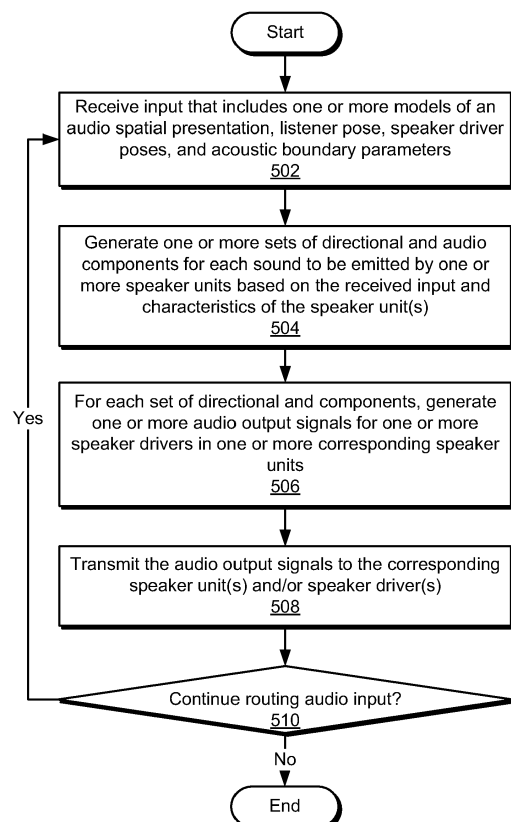 Start
Receive input that includes one or more models of an
audio spatial presentation, listener pose, speaker driver
poses, and acoustic boundary parameters
502
Generate one or more sets of directional and audio
components for each sound to be emitted by one or
more speaker units based on the received input and
characteristics of the speaker unit(s)
504
For each set of directional and components, generate
one or more audio output signals for one or more
speaker drivers in one or more corresponding speaker
units
506
Yes
Transmit the audio output signals to the corresponding
speaker unit(s) and/or speaker driver(s)
508
Continue routing audio input?
510
No
End